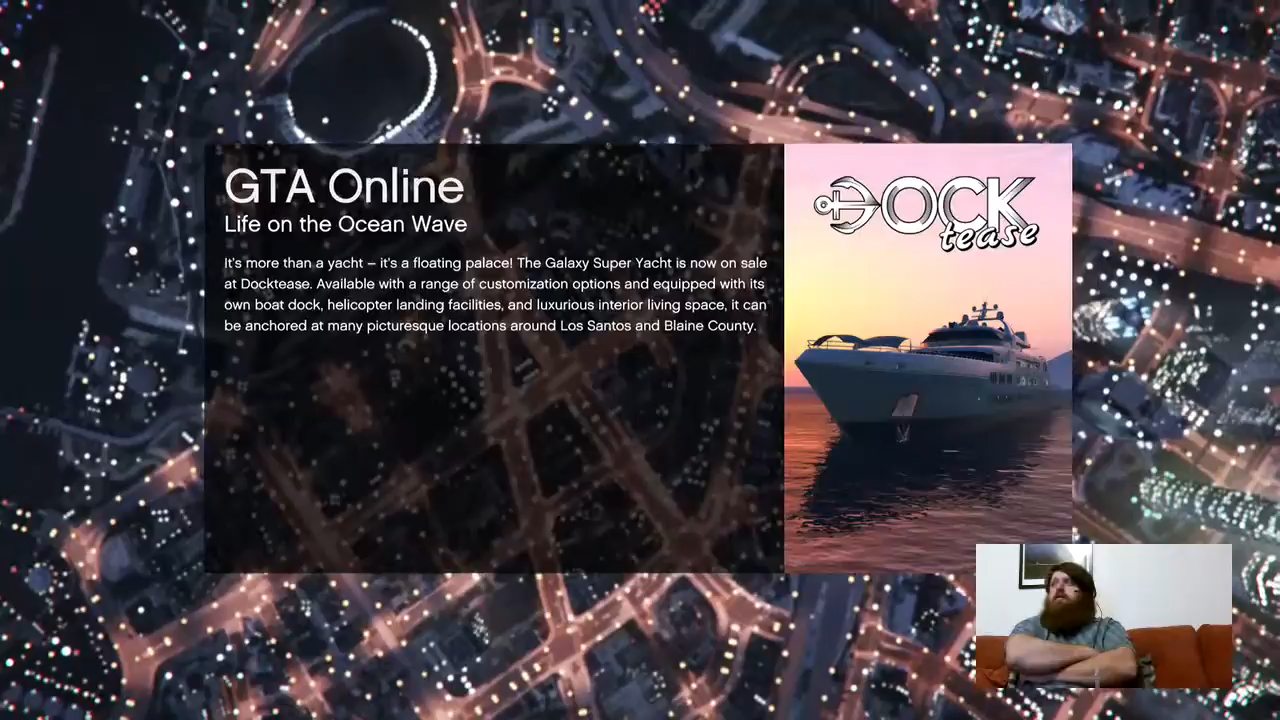 GTA Online
Life on the Ocean Wave
It's more than a yacht – it's a floating palace! The Galaxy Super Yacht is now on sale
at Docktease. Available with a range of customization options and equipped with its
own boat dock, helicopter landing facilities, and luxurious interior living space, it can
be anchored at many picturesque locations around Los Santos and Blaine County.
DOCK
tease